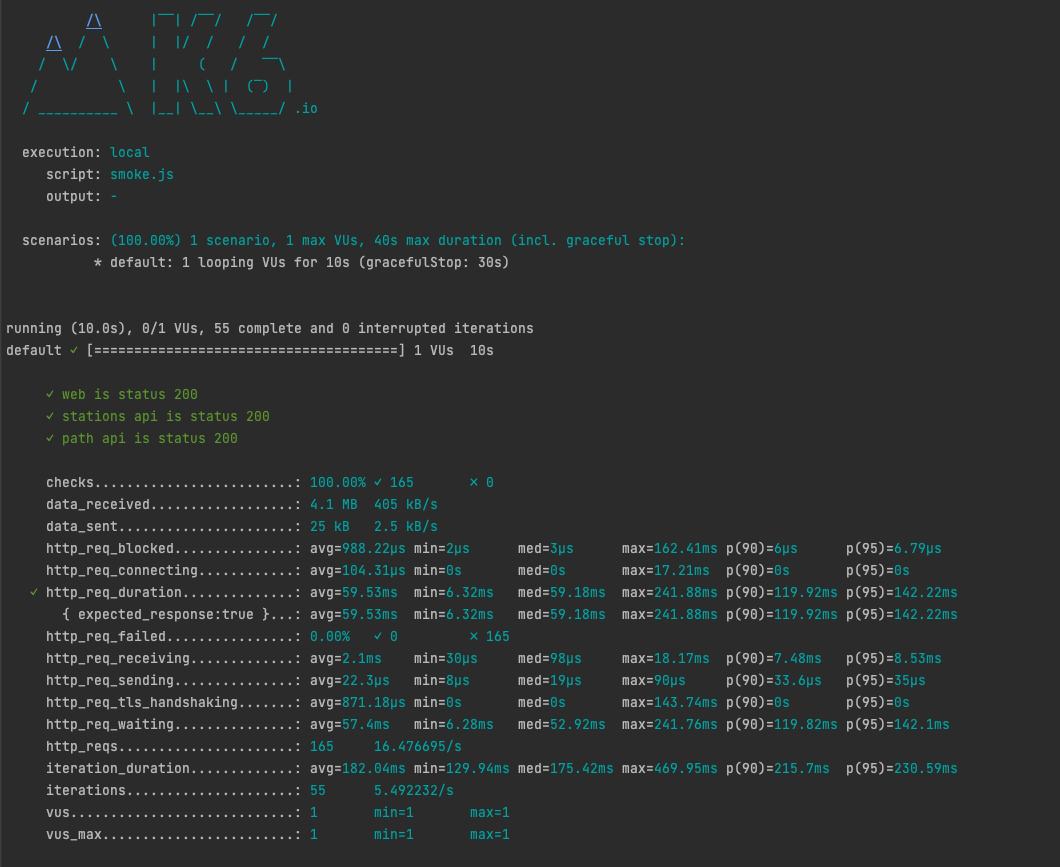 /\      |‾‾| /‾‾/   /‾‾/
     /\  /  \     |  |/  /   /  /
    /  \/    \    |     (   /   ‾‾\
   /          \   |  |\  \ |  (‾)  |
  / __________ \  |__| \__\ \_____/ .io
execution: local
script: smoke.js
output: -
scenarios: (100.00%) 1 scenario, 1 max VUs, 40s max duration (incl. graceful stop):
* default: 1 looping VUs for 10s (gracefulStop: 30s)
running (10.0s), 0/1 VUs, 55 complete and 0 interrupted iterations
default ✓ [======================================] 1 VUs  10s
✓ web is status 200
✓ stations api is status 200
✓ path api is status 200
checks.........................: 100.00% ✓ 165       ✗ 0
data_received..................: 4.1 MB  405 kB/s
data_sent......................: 25 kB   2.5 kB/s
http_req_blocked...............: avg=988.22µs min=2µs      med=3µs      max=162.41ms p(90)=6µs      p(95)=6.79µs
http_req_connecting............: avg=104.31µs min=0s       med=0s       max=17.21ms  p(90)=0s       p(95)=0s
✓ http_req_duration..............: avg=59.53ms  min=6.32ms   med=59.18ms  max=241.88ms p(90)=119.92ms p(95)=142.22ms
{ expected_response:true }...: avg=59.53ms  min=6.32ms   med=59.18ms  max=241.88ms p(90)=119.92ms p(95)=142.22ms
http_req_failed................: 0.00%   ✓ 0         ✗ 165
http_req_receiving.............: avg=2.1ms    min=30µs     med=98µs     max=18.17ms  p(90)=7.48ms   p(95)=8.53ms
http_req_sending...............: avg=22.3µs   min=8µs      med=19µs     max=90µs     p(90)=33.6µs   p(95)=35µs
http_req_tls_handshaking.......: avg=871.18µs min=0s       med=0s       max=143.74ms p(90)=0s       p(95)=0s
http_req_waiting...............: avg=57.4ms   min=6.28ms   med=52.92ms  max=241.76ms p(90)=119.82ms p(95)=142.1ms
http_reqs......................: 165     16.476695/s
iteration_duration.............: avg=182.04ms min=129.94ms med=175.42ms max=469.95ms p(90)=215.7ms  p(95)=230.59ms
iterations.....................: 55      5.492232/s
vus............................: 1       min=1       max=1
vus_max........................: 1       min=1       max=1